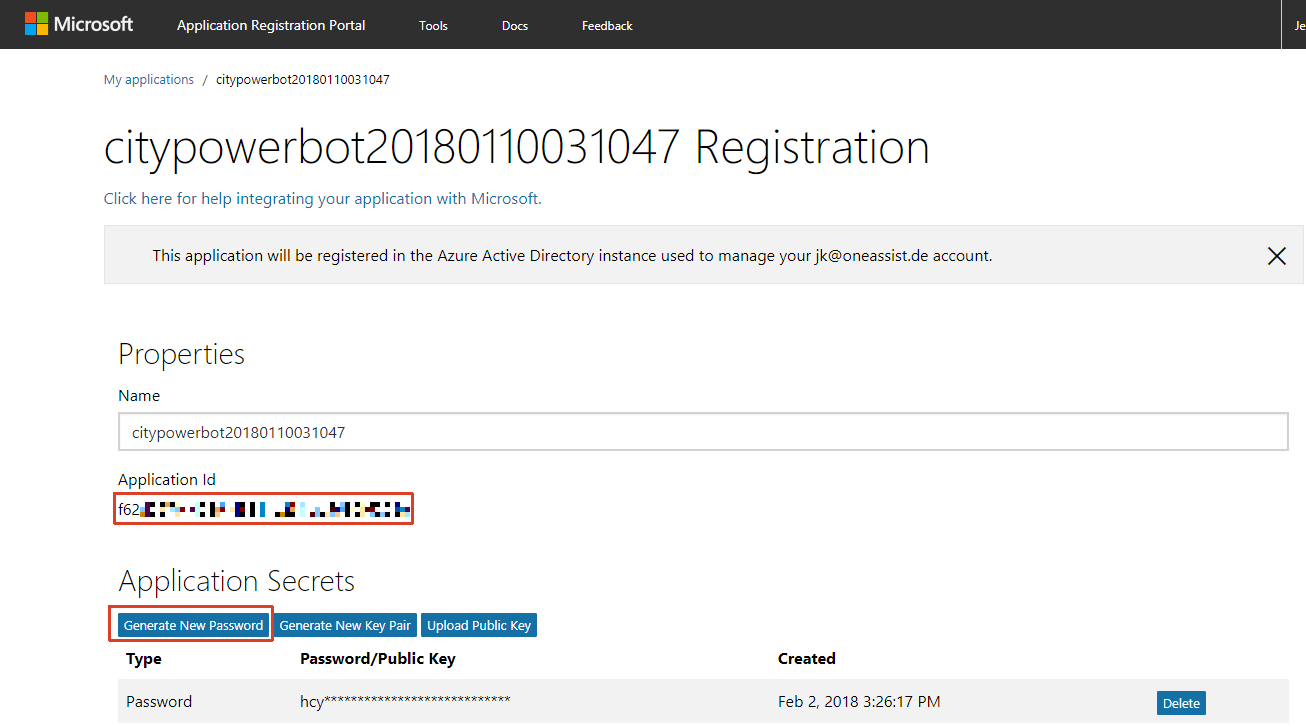 Microsoft Application Registration Portal Tools Docs Feedback Je
My applications / citypowerbot20180110031047
citypowerbot20180110031047 Registration
Click here for help integrating your application with Microsoft.
This application will be registered in the Azure Active Directory instance used to manage your jk@oneassist.de account.
Properties
Name
citypowerbot20180110031047
Application Id
f62
Application Secrets
Generate New Password Generate New Key Pair Upload Public Key
Type Password/Public Key Created
Password hcy**************************** Feb 2, 2018 3:26:17 PM Delete